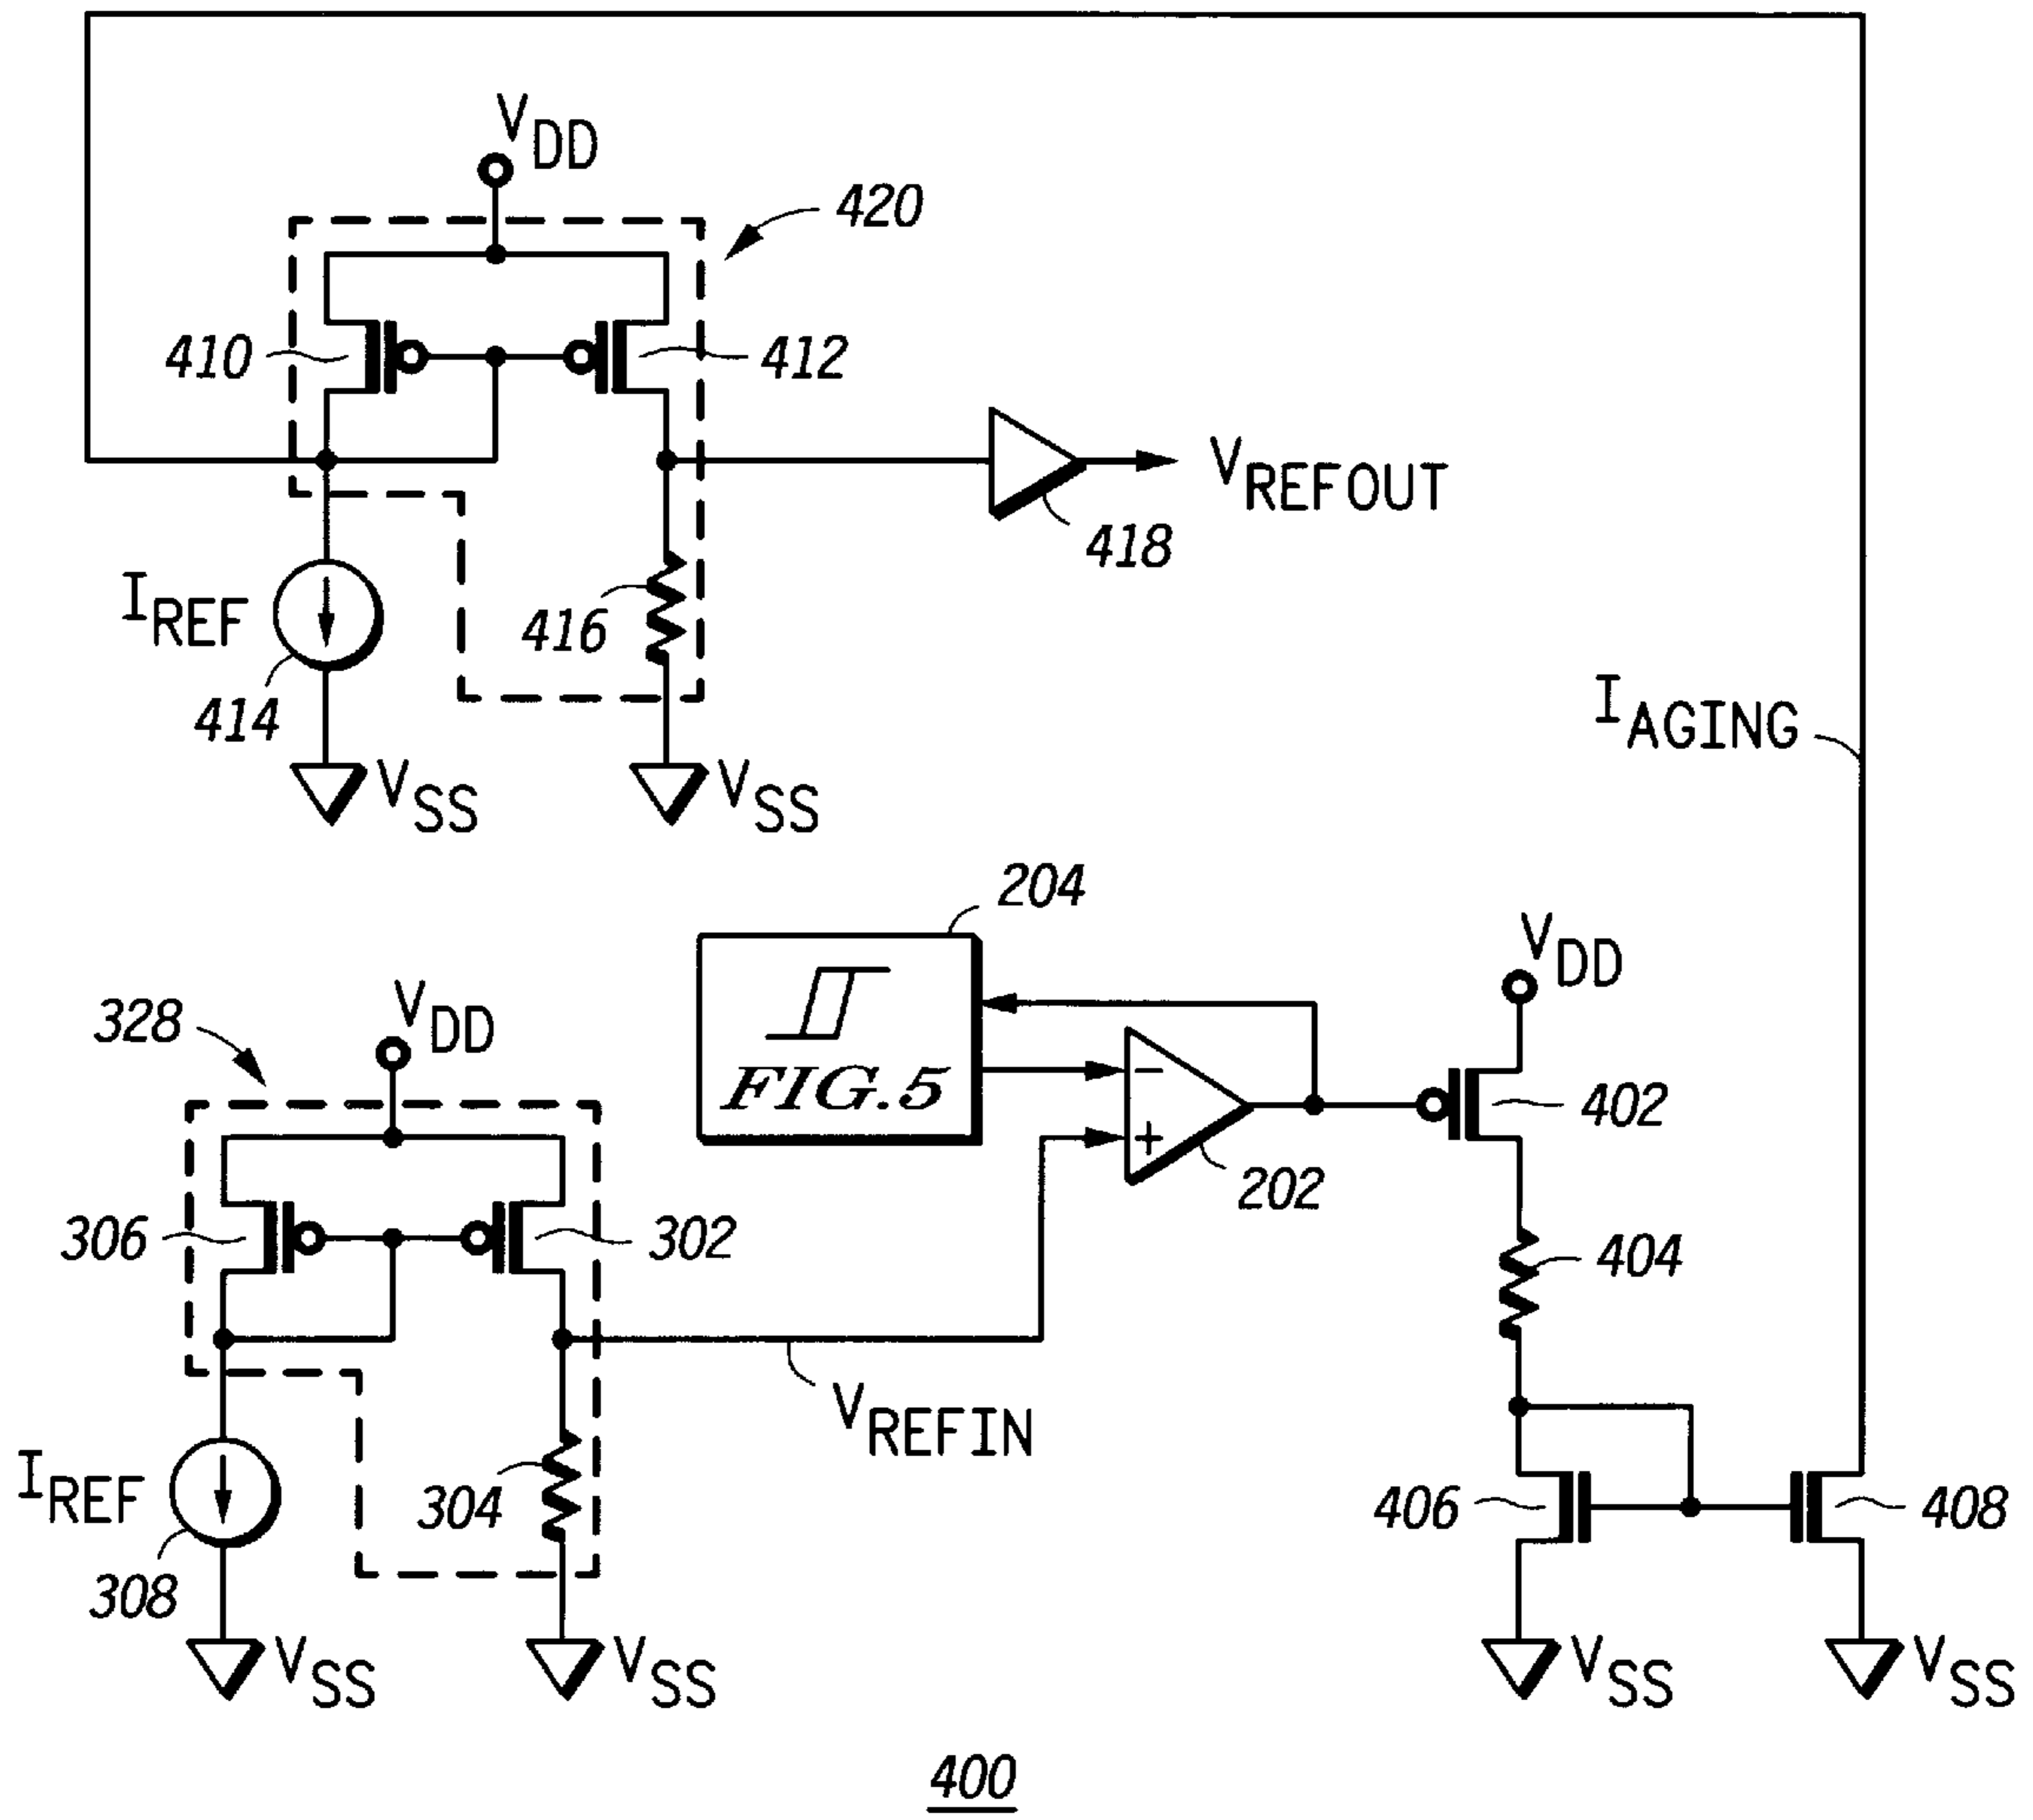 VDD
420
410
412
VREFOUT
418
IREF
416
414
VSS
VSS
IAGING
204
VDD
328
VDD
FIG.5
−
+
402
202
306
302
404
VREFIN
IREF
304
406
408
308
VSS
VSS
VSS
VSS
400